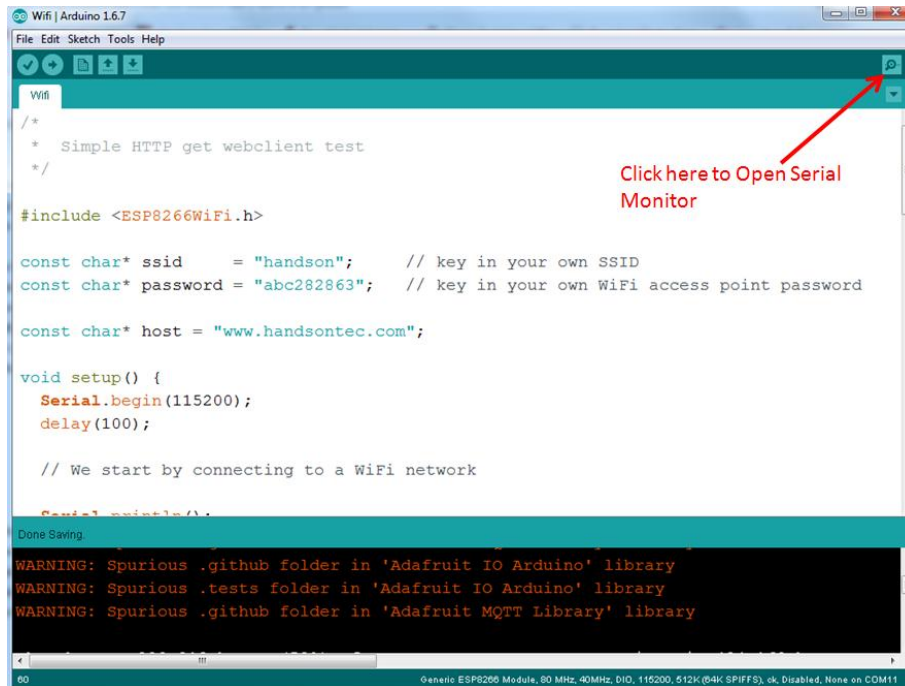 Wifi | Arduino 1.6.7
File Edit Sketch Tools Help
Wifi
/*
 *  Simple HTTP get webclient test
 */
Click here to Open Serial
Monitor
#include <ESP8266WiFi.h>
const char* ssid     = "handson";     // key in your own SSID
const char* password = "abc282863";   // key in your own WiFi access point password
const char* host = "www.handsontec.com";
void setup() {
  Serial.begin(115200);
  delay(100);
  // We start by connecting to a WiFi network
  Serial.println();
Done Saving.
WARNING: Spurious .github folder in 'Adafruit IO Arduino' library
WARNING: Spurious .tests folder in 'Adafruit IO Arduino' library
WARNING: Spurious .github folder in 'Adafruit MQTT Library' library
60
Generic ESP8266 Module, 80 MHz, 40MHz, DIO, 115200, 512K (64K SPIFFS), ck, Disabled, None on COM11